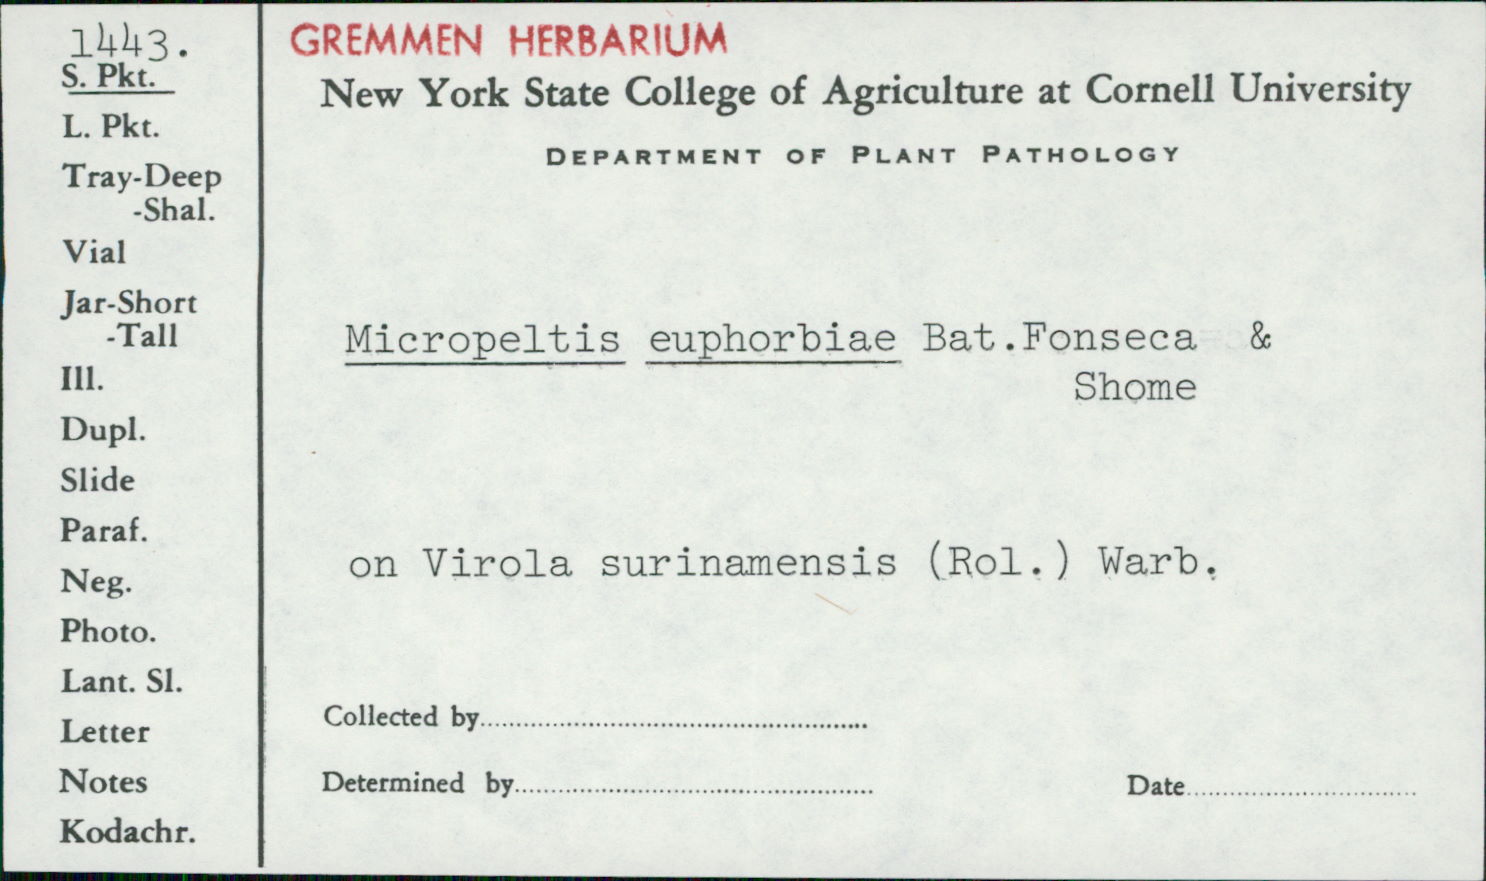 1443.
S. Pkt.
L. Pkt.
Tray-Deep
-Shal.
Vial
Jar-Short
-Tall
Ill.
Dupl.
Slide
Paraf.
Neg.
Photo.
Lant. Sl.
Letter
Notes
Kodachr.
GREMMEN HERBARIUM
New York State College of Agriculture at Cornell University
DEPARTMENT OF PLANT PATHOLOGY
Micropeltis euphorbiae Bat.Fonseca &
Shome
on Virola surinamensis (Rol.) Warb.
Collected by
Determined by
Date